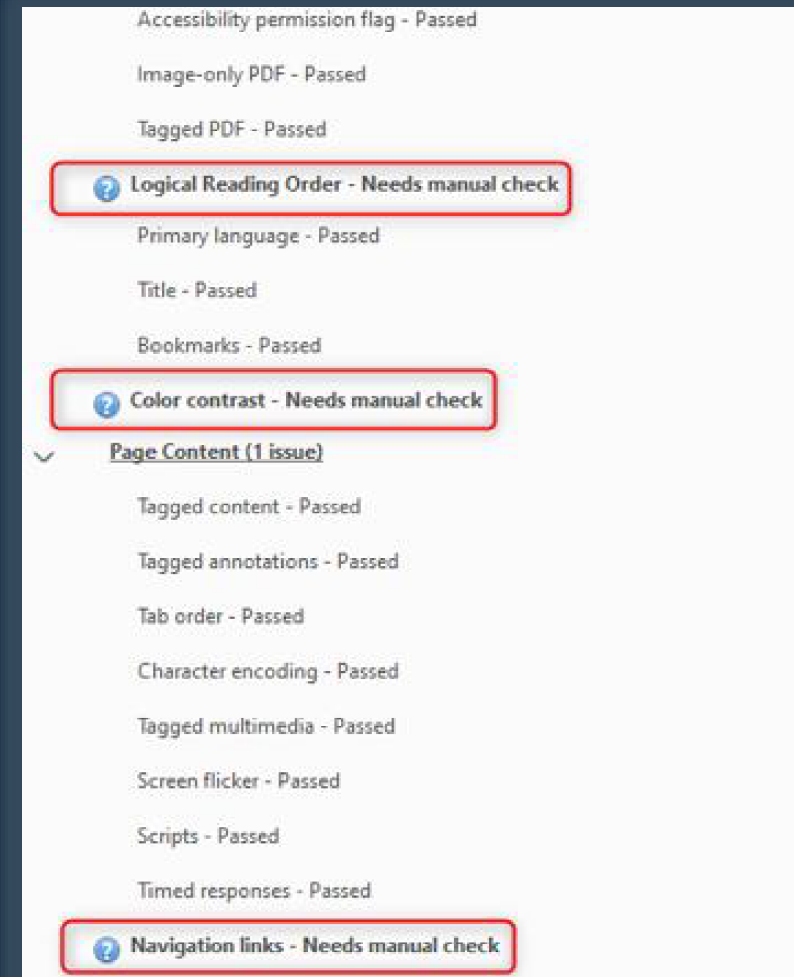 Accessibility permission flag - Passed
Image-only PDF - Passed
Tagged PDF - Passed
Logical Reading Order - Needs manual check
Primary language - Passed
Title - Passed
Bookmarks - Passed
Color contrast - Needs manual check
Page Content (1 issue)
Tagged content - Passed
Tagged annotations - Passed
Tab order - Passed
Character encoding - Passed
Tagged multimedia - Passed
Screen flicker - Passed
Scripts - Passed
Timed responses - Passed
Navigation links - Needs manual check